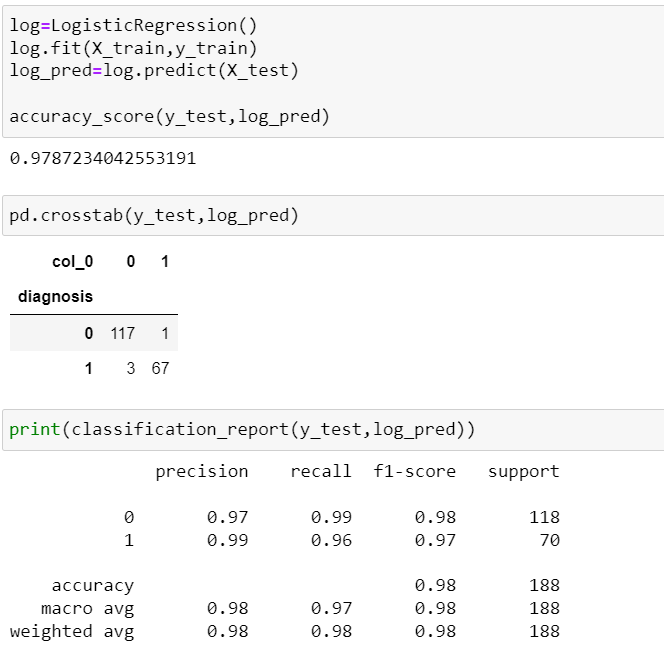 log=LogisticRegression()
log.fit(X_train,y_train)
log_pred=log.predict(X_test)
accuracy_score(y_test,log_pred)
0.9787234042553191
pd.crosstab(y_test,log_pred)
col_0 0 1
diagnosis
0 117 1
1 3 67
print(classification_report(y_test,log_pred))
precision recall f1-score support
0 0.97 0.99 0.98 118
1 0.99 0.96 0.97 70
accuracy 0.98 188
macro avg 0.98 0.97 0.98 188
weighted avg 0.98 0.98 0.98 188